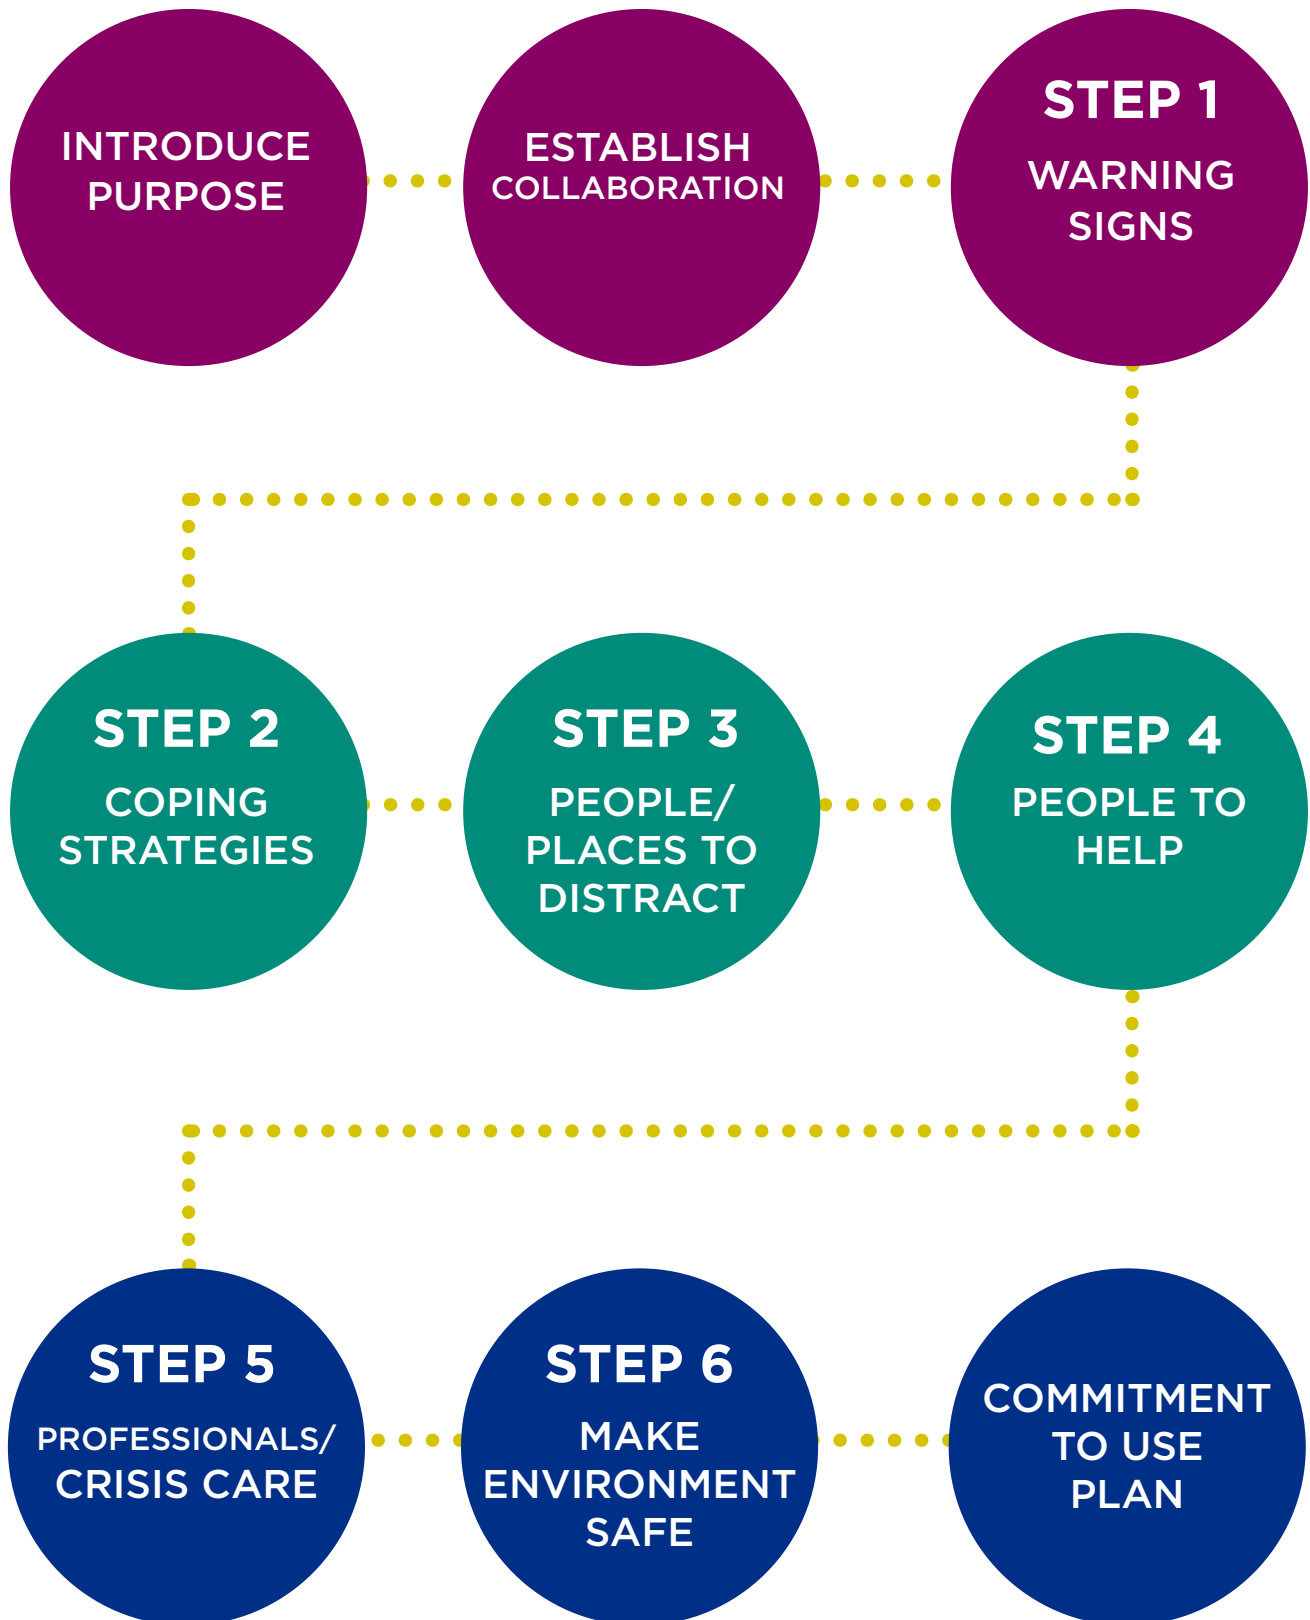 INTRODUCE
PURPOSE
ESTABLISH
COLLABORATION
STEP 1
WARNING
SIGNS
STEP 2
COPING
STRATEGIES
STEP 3
PEOPLE/
PLACES TO
DISTRACT
STEP 4
PEOPLE TO
HELP
STEP 5
PROFESSIONALS/
CRISIS CARE
STEP 6
MAKE
ENVIRONMENT
SAFE
COMMITMENT
TO USE
PLAN